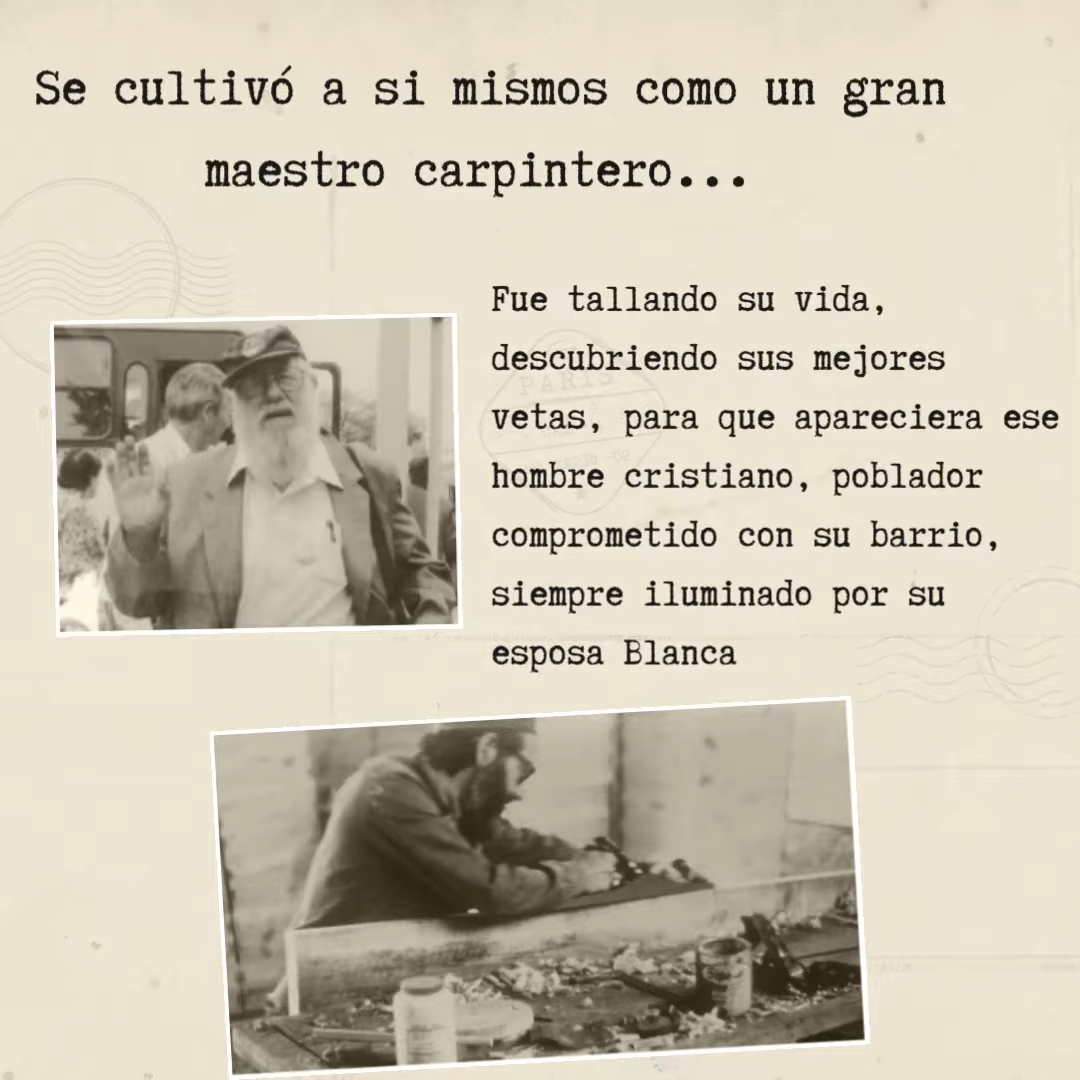 Se cultivó a si mismos como un gran
maestro carpintero...
Fue tallando su vida,
descubriendo sus mejores
vetas, para que apareciera ese
hombre cristiano, poblador
comprometido con su barrio,
siempre iluminado por su
esposa Blanca
PARIS